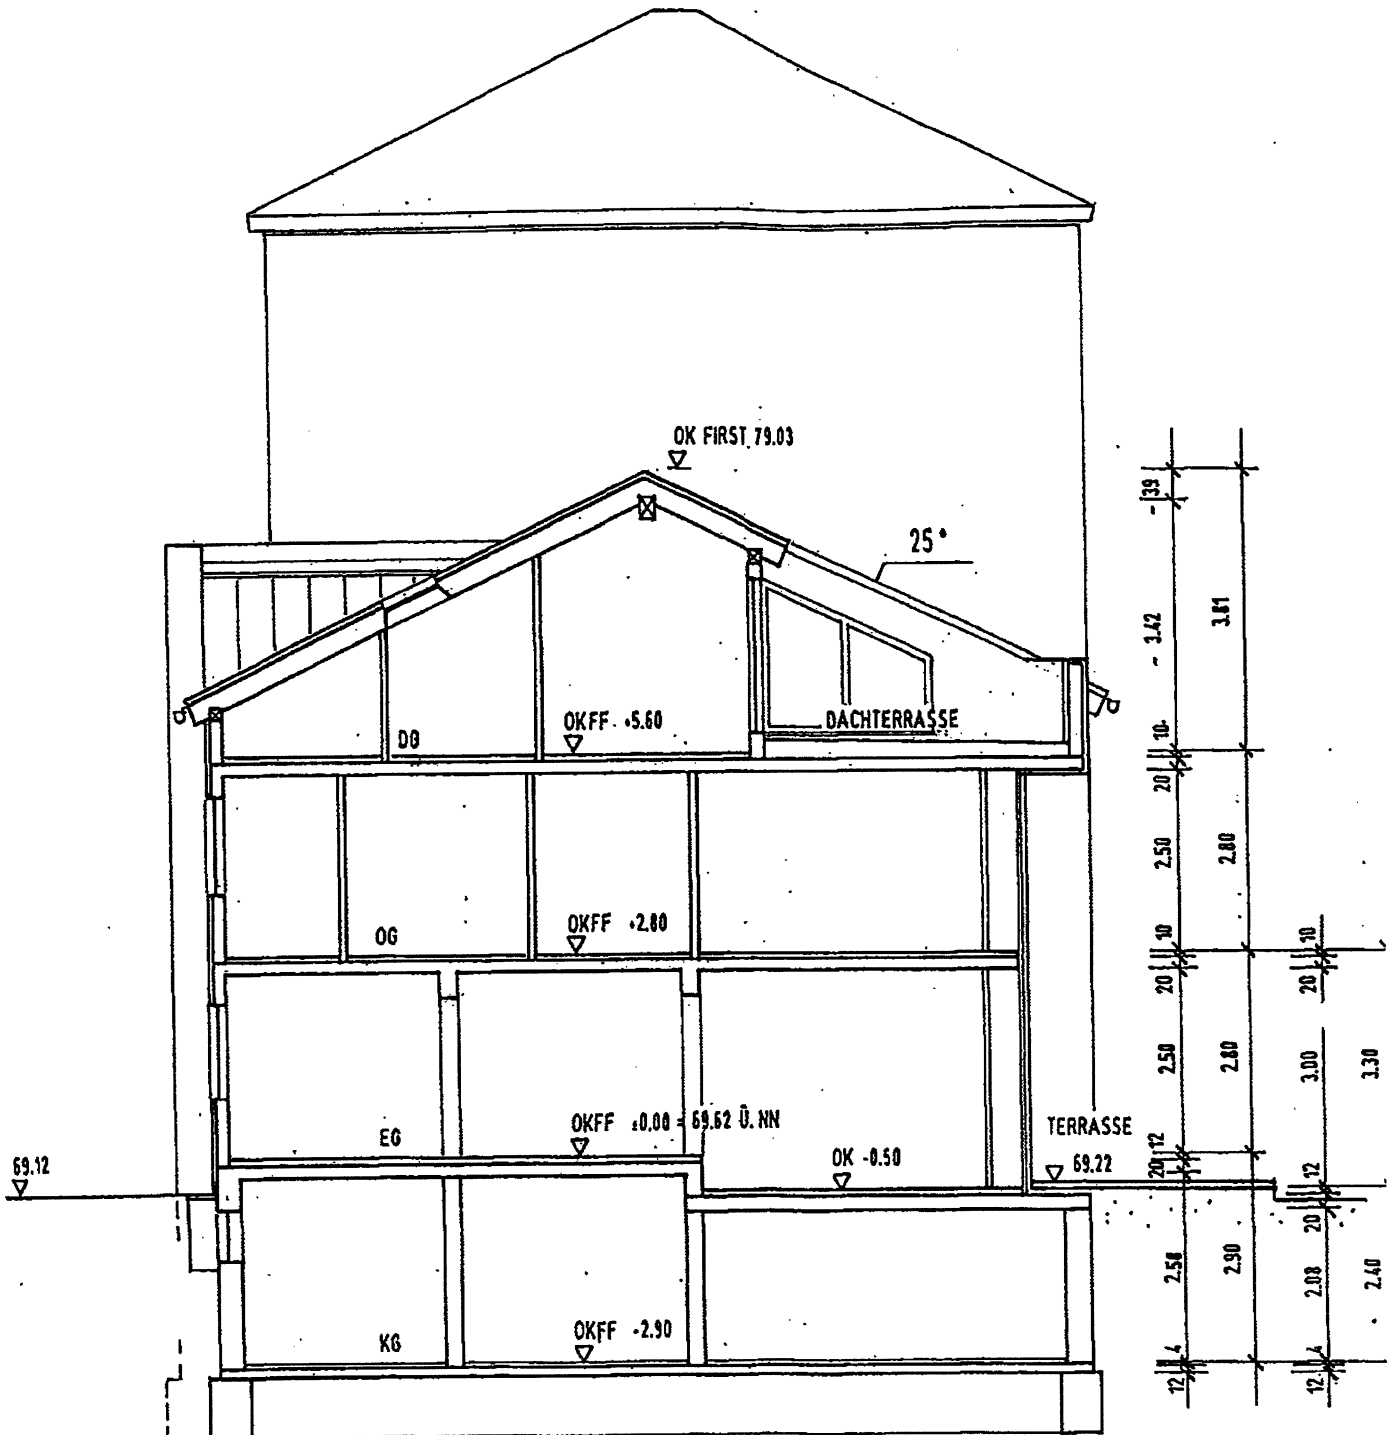 OK FIRST 79.03
25°
DG
OKFF +5.60
DACHTERRASSE
OG
OKFF +2.80
EG
OKFF ±0.00 = 69.62 Ü. NN
OK -0.50
TERRASSE
69.22
69.12
KG
OKFF -2.90
39
3.42
3.81
10
20
2.50
2.80
10
20
2.50
2.80
12
20
2.58
2.90
4
12
10
20
3.00
3.30
12
20
2.08
2.40
4
12